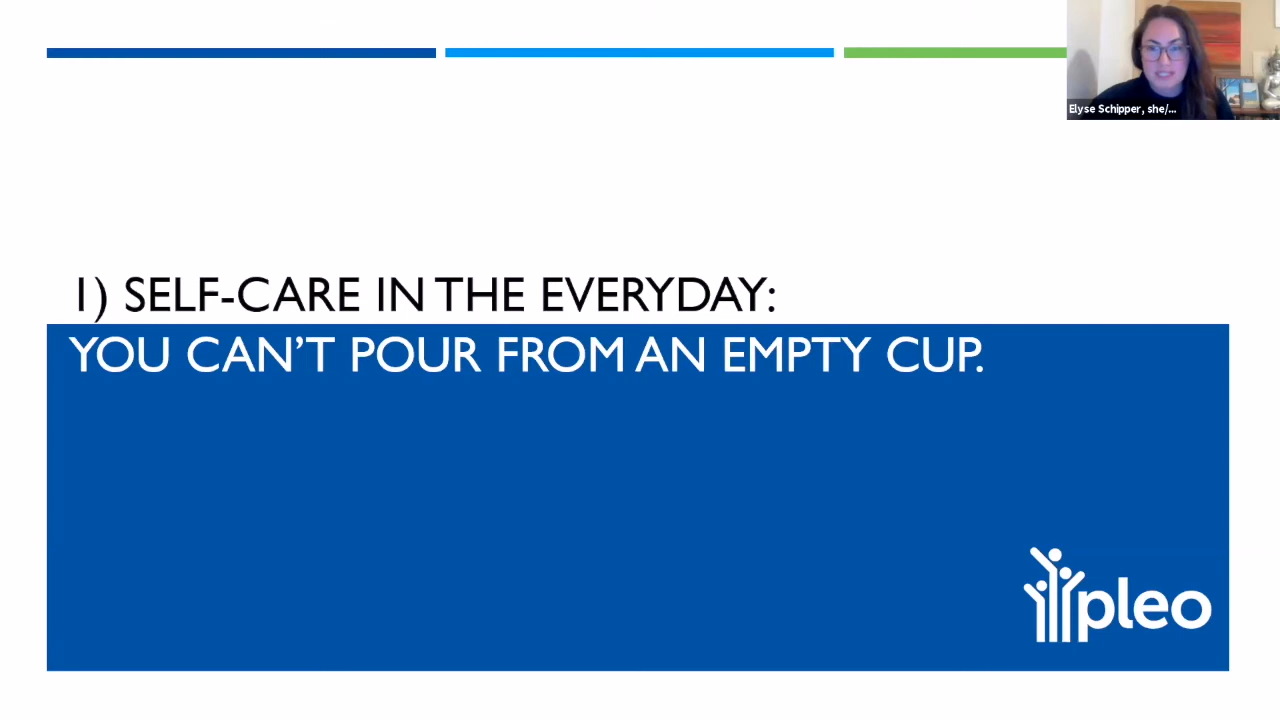 Elyse Schipper, she/...
1) SELF-CARE IN THE EVERYDAY:
YOU CAN'T POUR FROM AN EMPTY CUP.
pleo